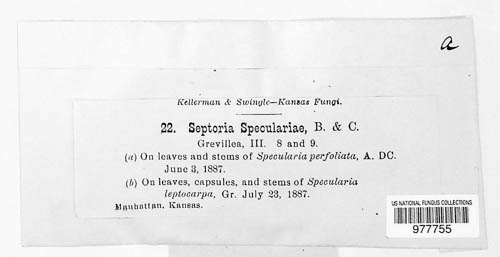 a
Kellerman & Swingle—Kansas Fungi.
22. Septoria Speculariae, B. & C.
Grevillea, III. 8 and 9.
(a) On leaves and stems of Specularia perfoliata, A. DC.
June 3, 1887.
(b) On leaves, capsules, and stems of Specularia
leptocarpa, Gr. July 23, 1887.
Manhattan, Kansas.
US NATIONAL FUNGUS COLLECTIONS
977755